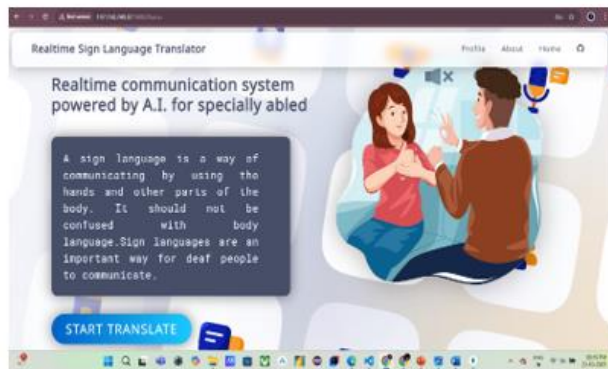 Realtime Sign Language Translator
Profile About Home
Realtime communication system
powered by A.I. for specially abled
A sign language is a way of
communicating by using the
hands and other parts of the
body. It should not be
confused with body
language.Sign languages are an
important way for deaf people
to communicate.
START TRANSLATE